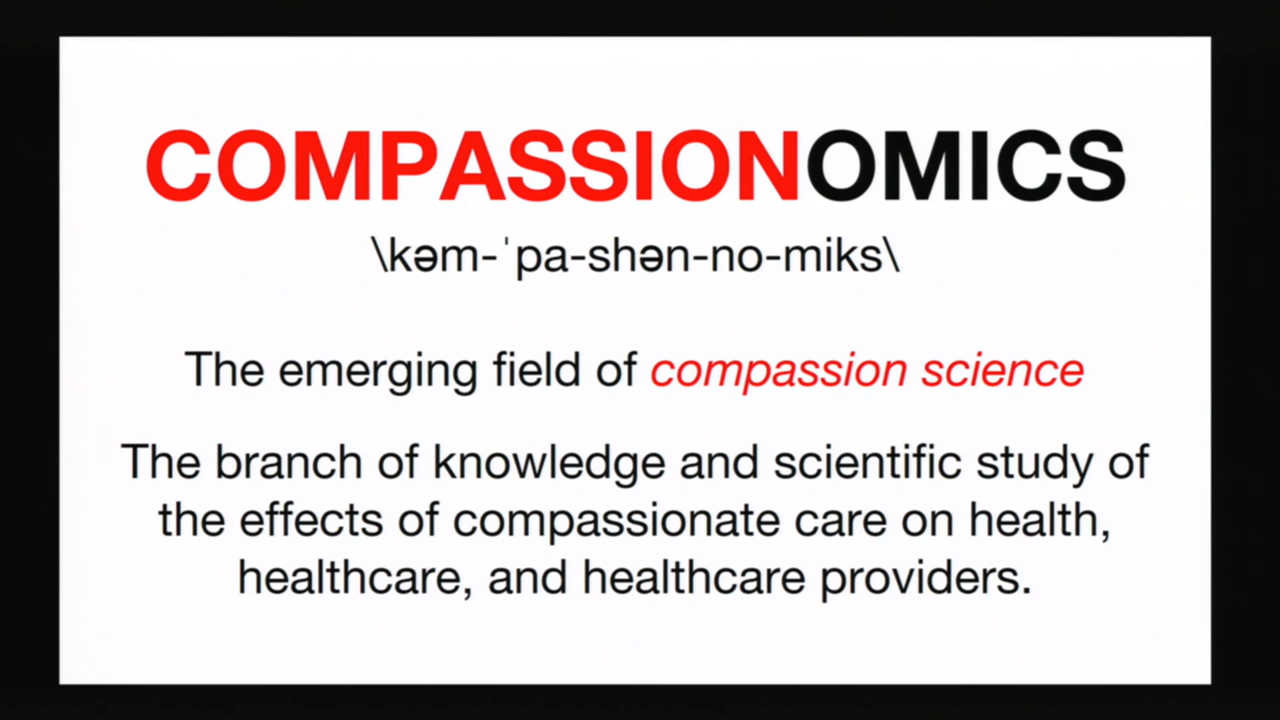 COMPASSIONOMICS
\kəm-ˈpa-shən-no-miks\
The emerging field of compassion science
The branch of knowledge and scientific study of
the effects of compassionate care on health,
healthcare, and healthcare providers.